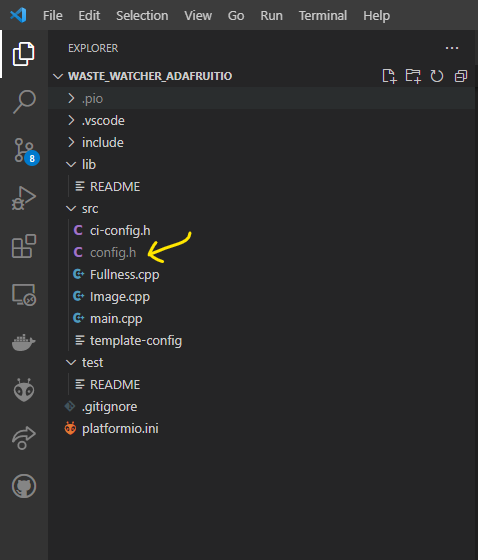 File Edit Selection View Go Run Terminal Help
EXPLORER
WASTE_WATCHER_ADAFRUITIO
.pio
.vscode
include
lib
README
src
C ci-config.h
C config.h
Fullness.cpp
Image.cpp
main.cpp
template-config
test
README
.gitignore
platformio.ini
8